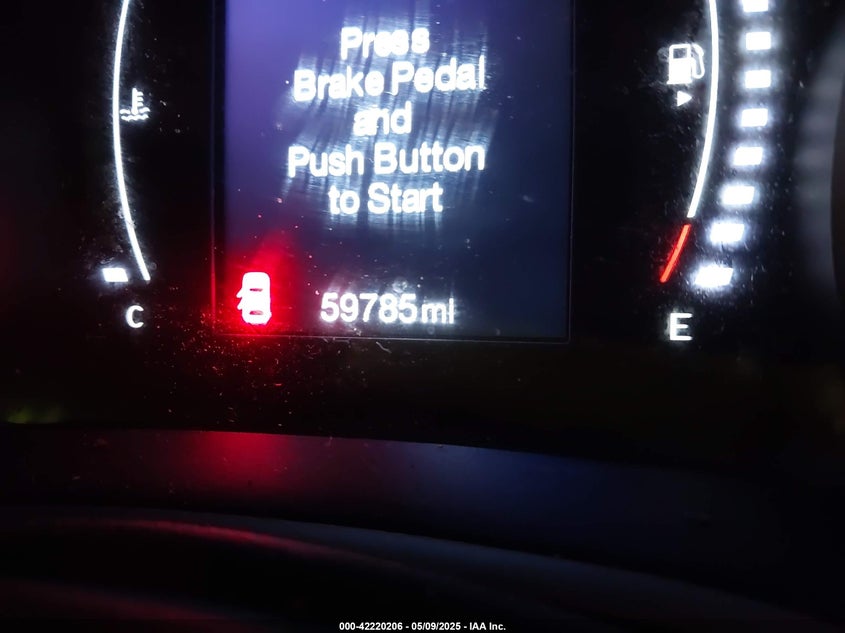 Press
Brake Pedal
and
Push Button
to Start
59785 mi
C
E
000-42220206 - 05/09/2025 - IAA Inc.